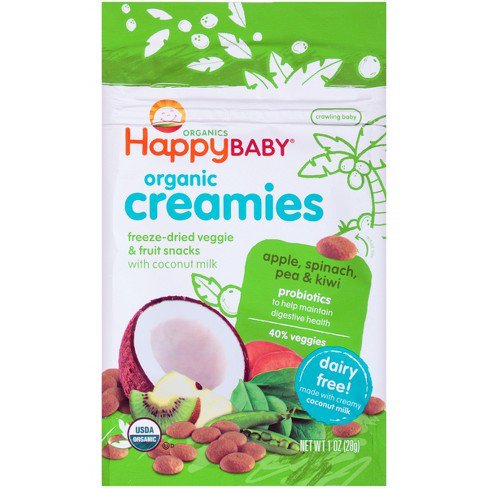 ORGANICS
HappyBABY®
crawling baby
organic
creamies
freeze-dried veggie
& fruit snacks
with coconut milk
apple, spinach,
pea & kiwi
probiotics
to help maintain
digestive health
40% veggies
dairy
free!
made with creamy
coconut milk
USDA
ORGANIC
NET WT 1 OZ (28g)